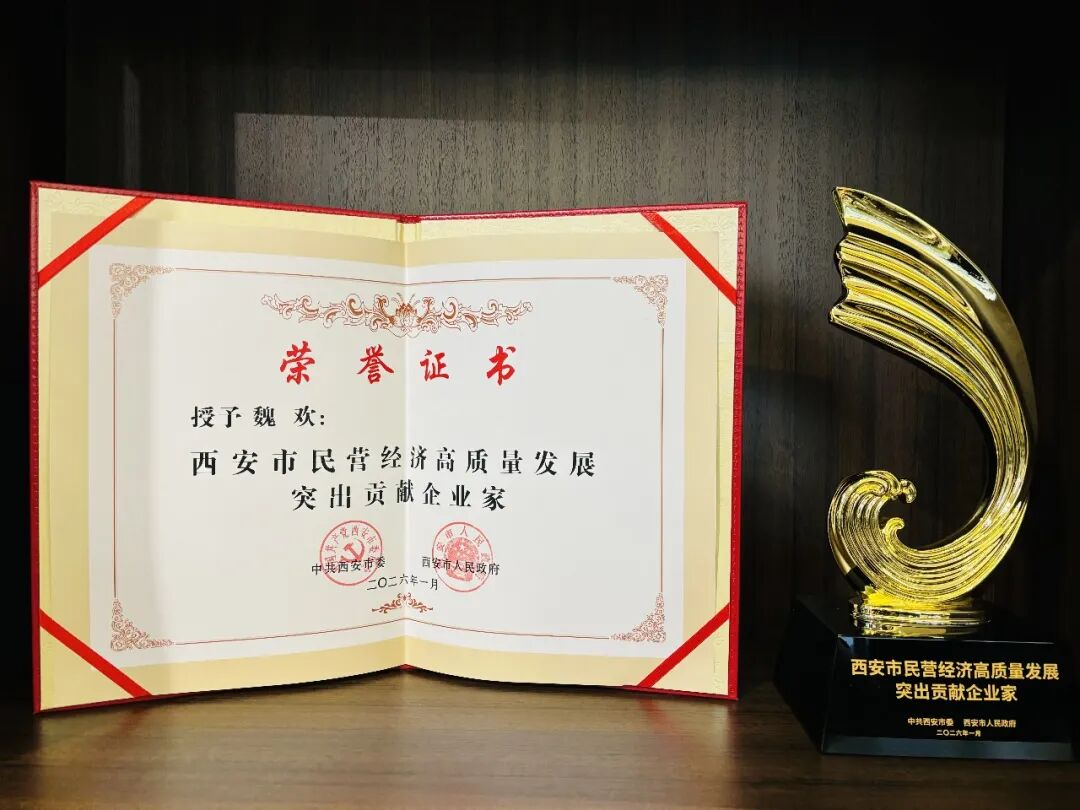 荣誉证书
授予 魏 欢:
西安市民营经济高质量发展
突出贡献企业家
中共西安市委 西安市人民政府
二〇二六年一月
西安市民营经济高质量发展
突出贡献企业家
中共西安市委 西安市人民政府
二〇二六年一月